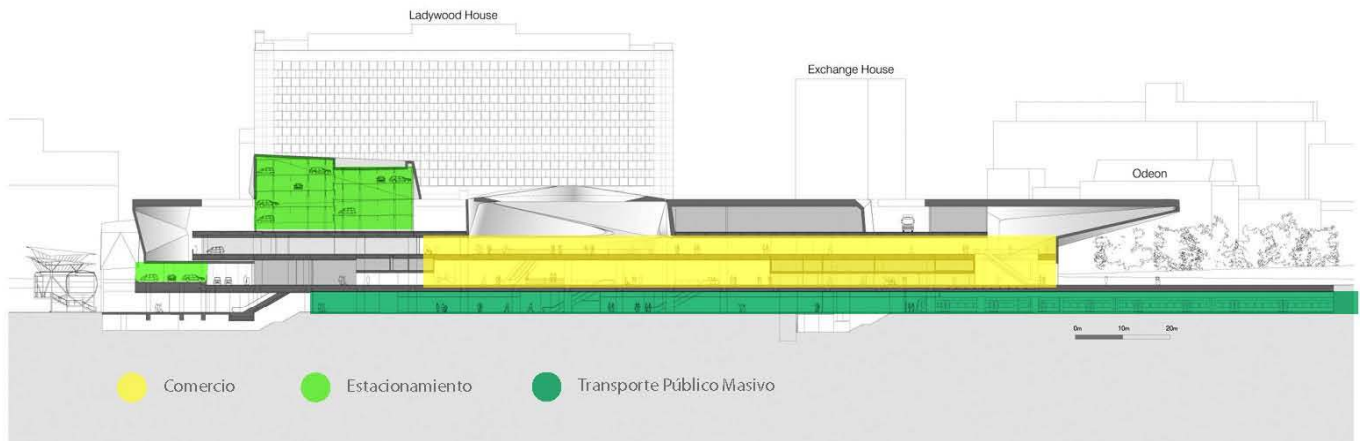 Ladywood House
Exchange House
Odeon
0m 10m 20m
Comercio
Estacionamiento
Transporte Público Masivo